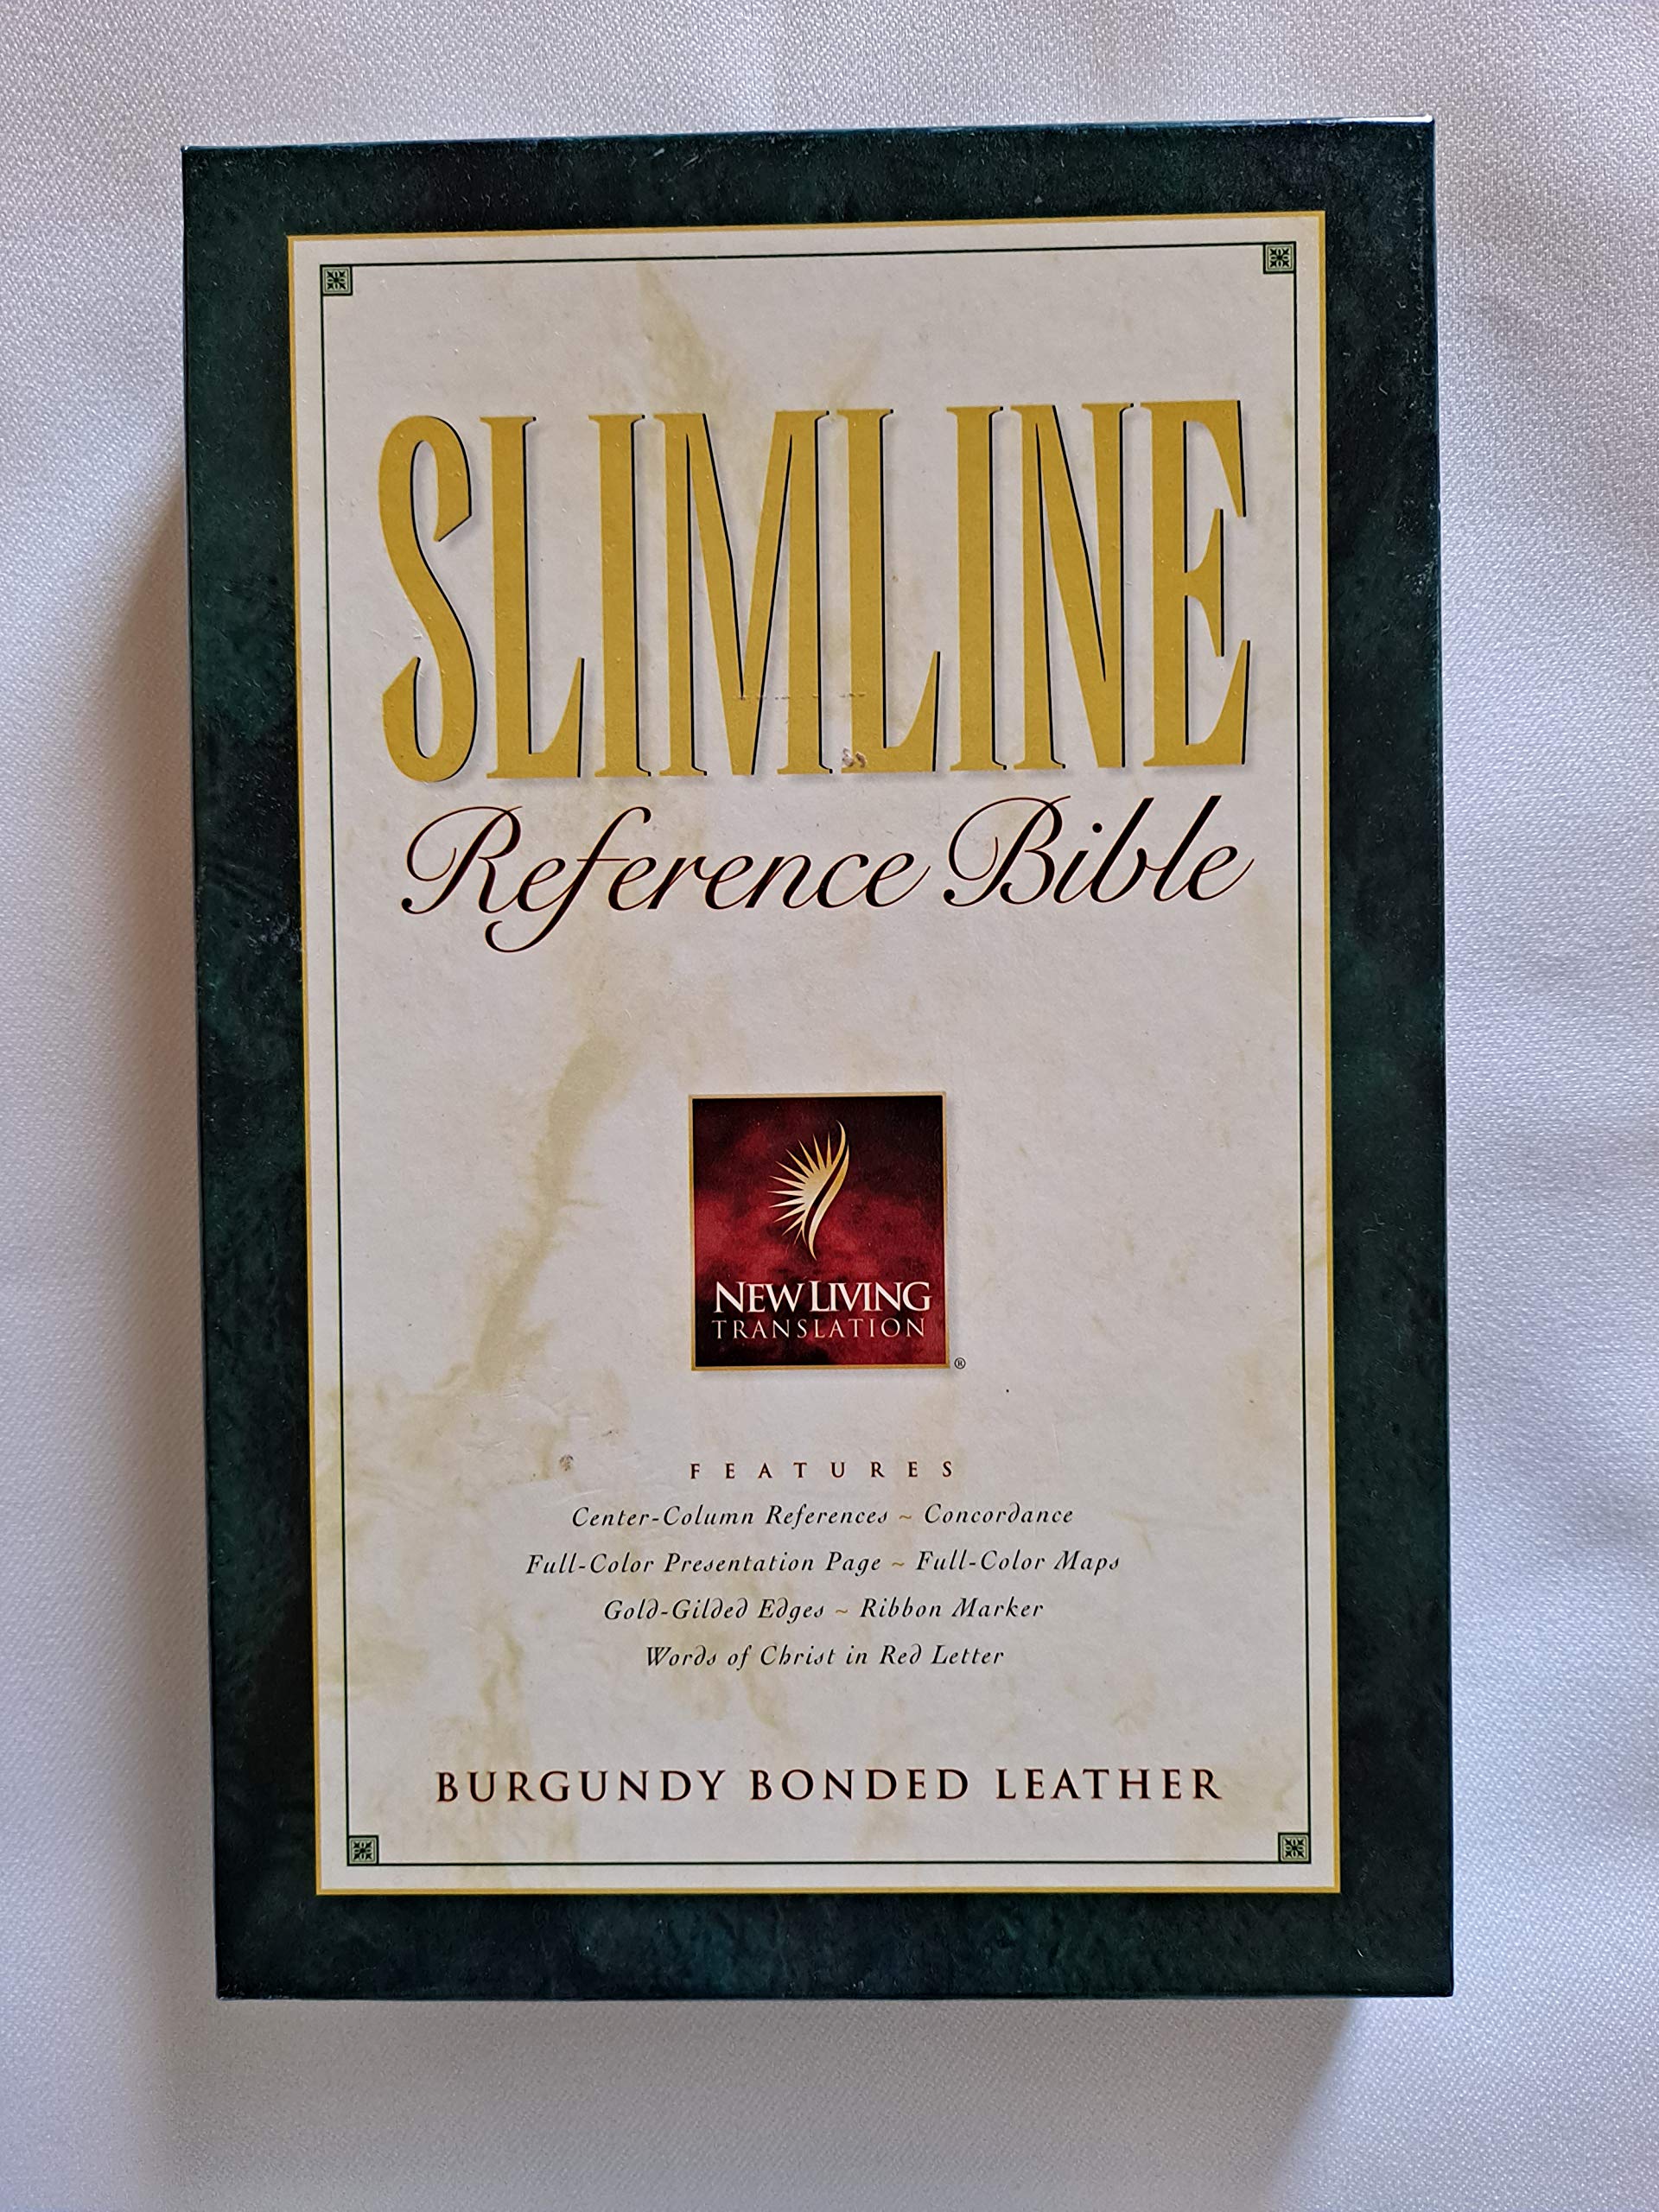 SLIMLINE
Reference Bible
NEW LIVING
TRANSLATION
®
FEATURES
Center-Column References ~ Concordance
Full-Color Presentation Page ~ Full-Color Maps
Gold-Gilded Edges ~ Ribbon Marker
Words of Christ in Red Letter
BURGUNDY BONDED LEATHER